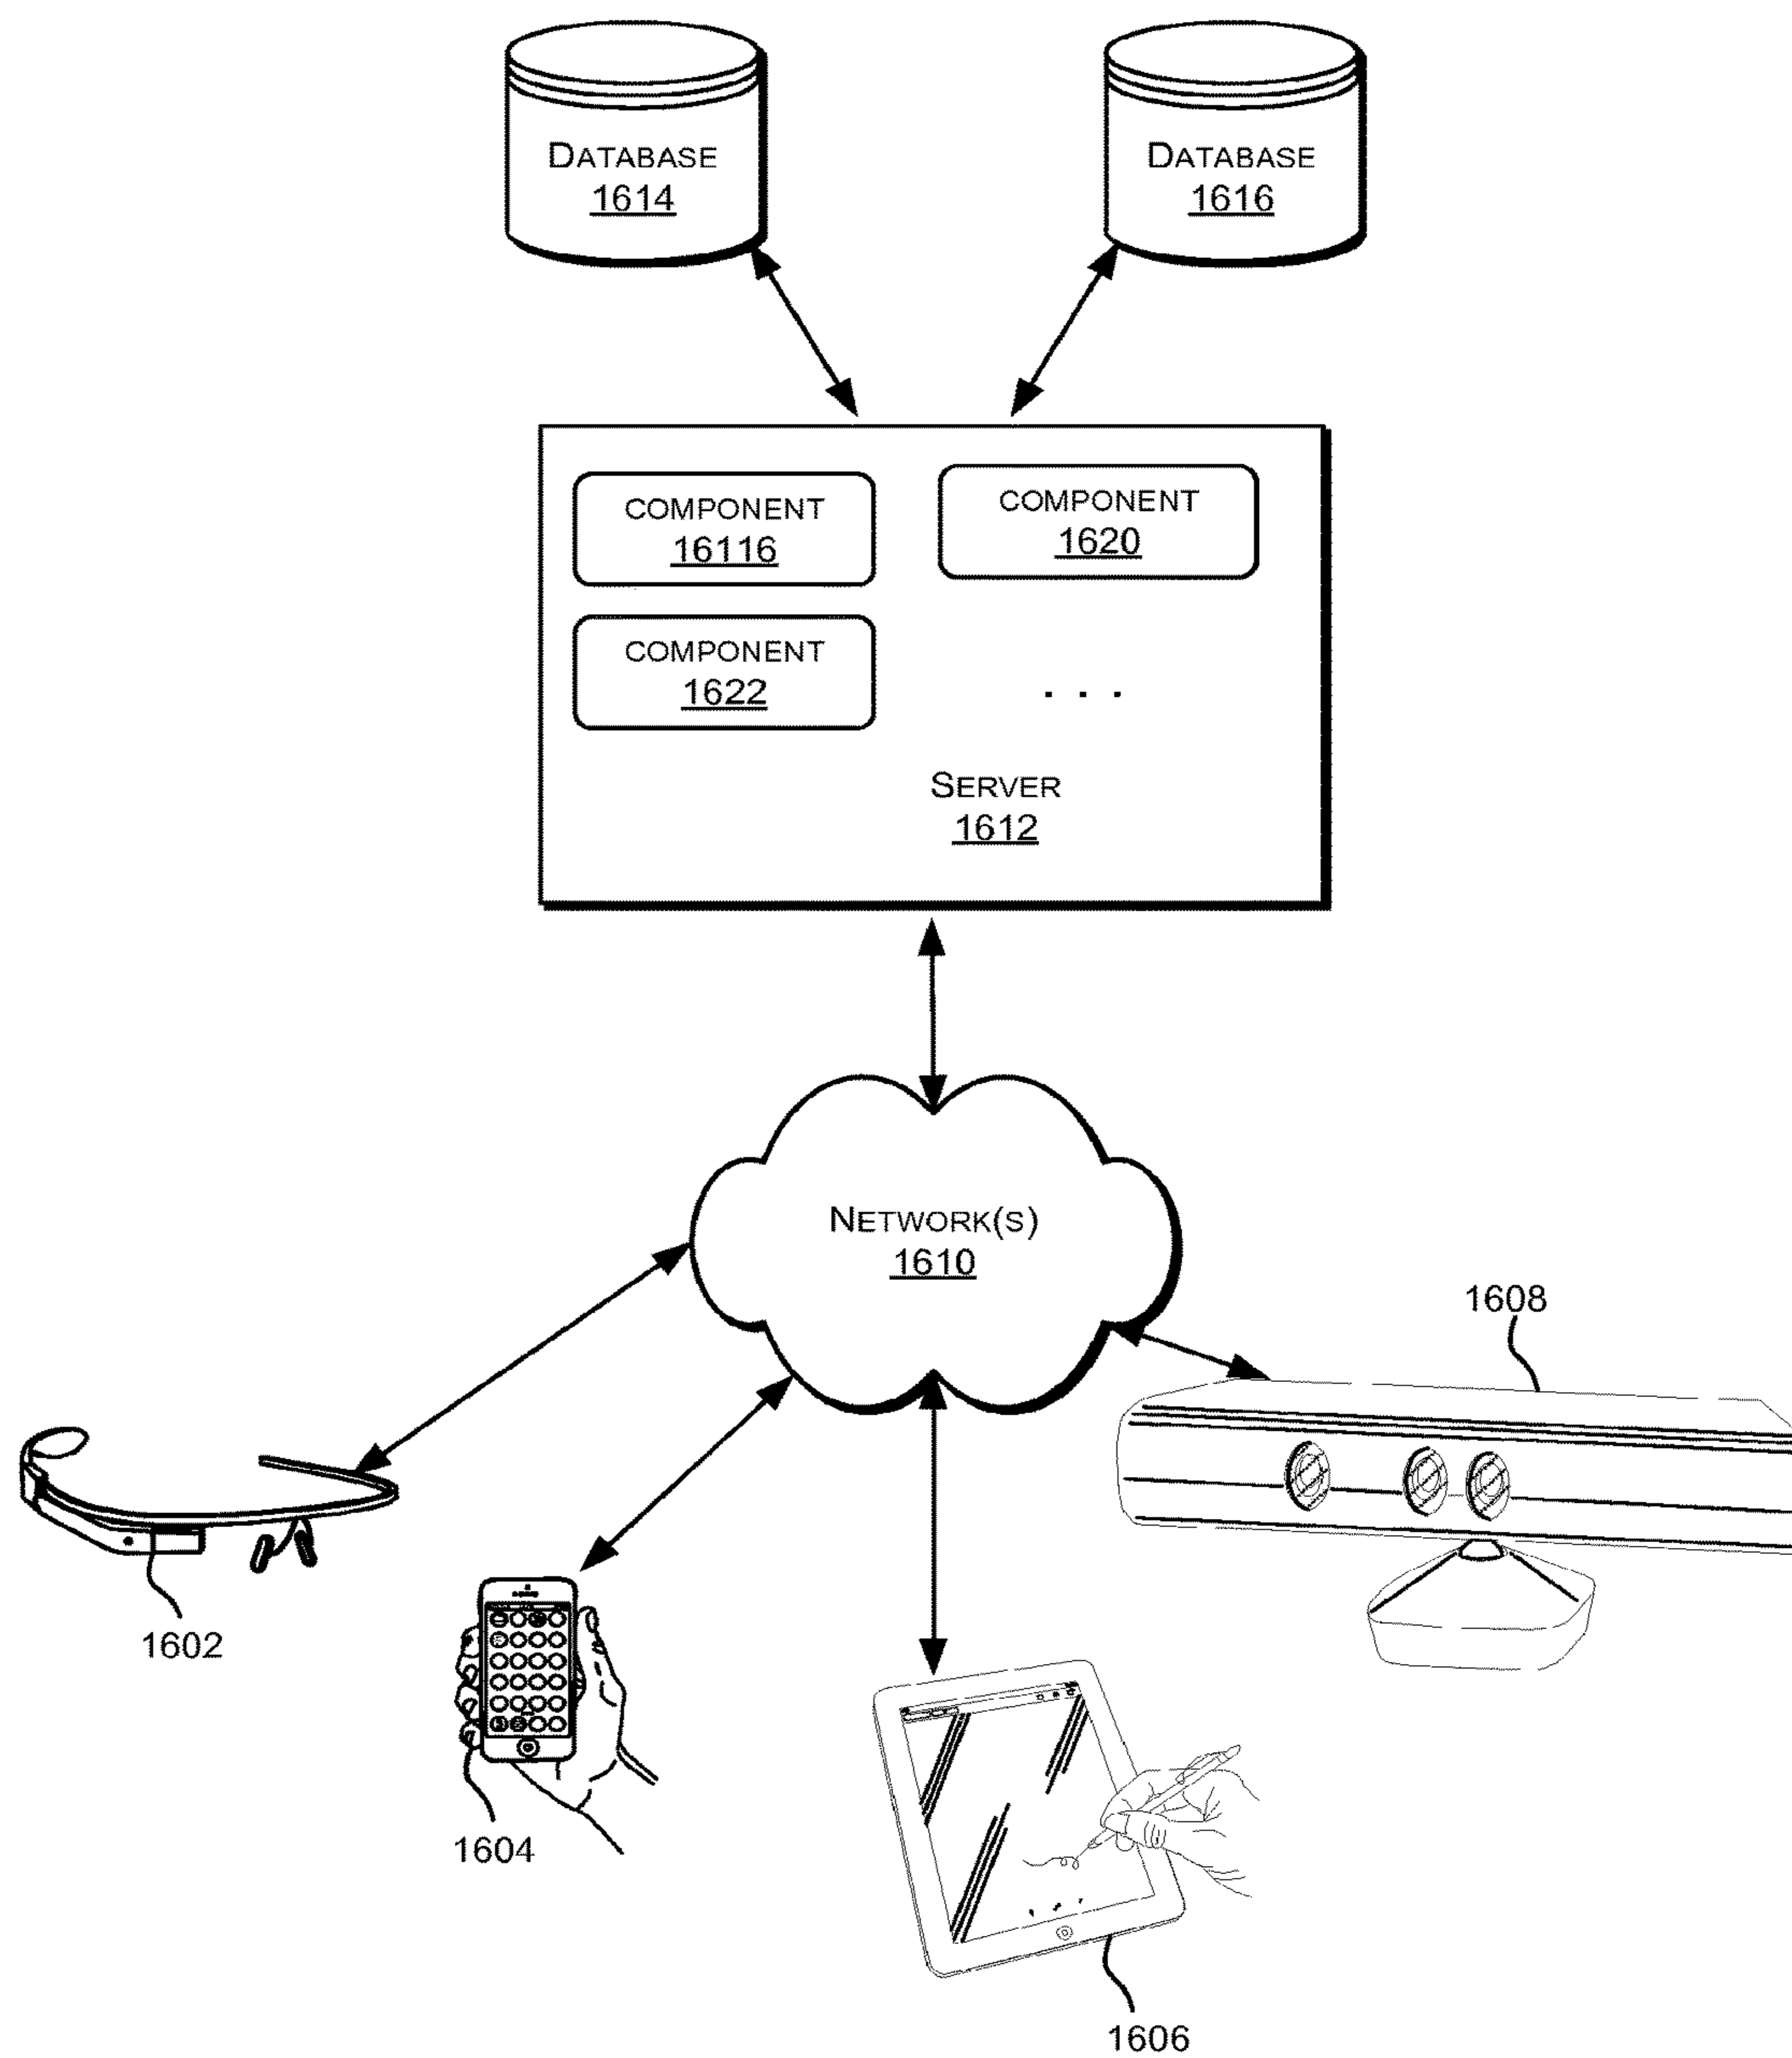 DATABASE
1614
DATABASE
1616
COMPONENT
16116
COMPONENT
1620
COMPONENT
1622
. . .
SERVER
1612
NETWORK(S)
1610
1608
1602
1604
1606